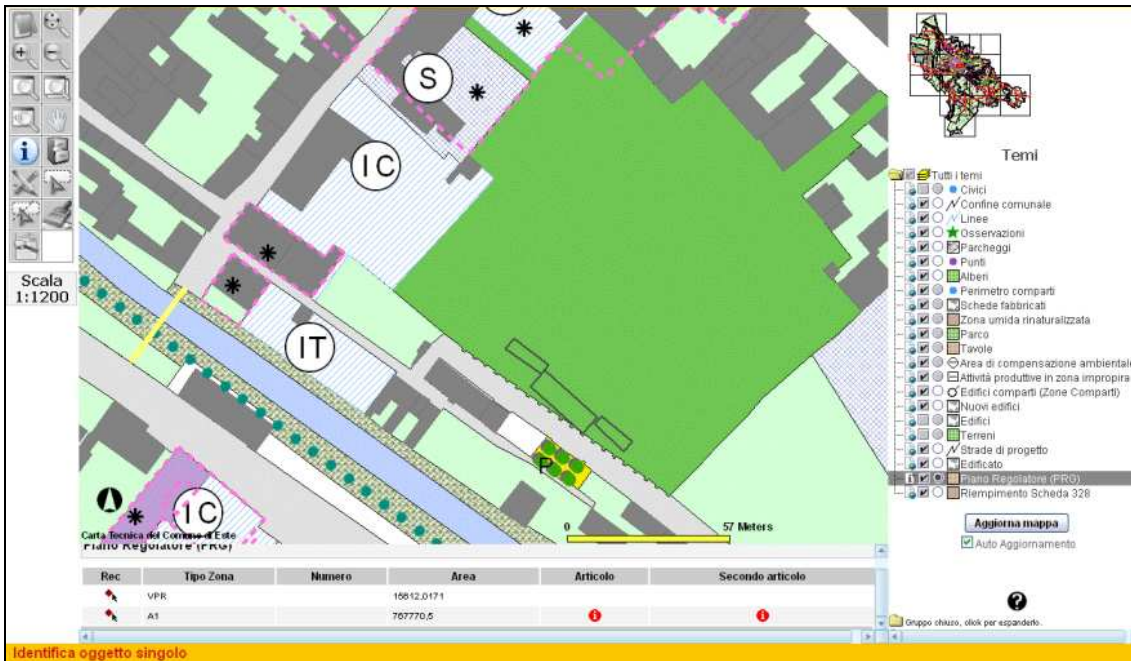 S
IC
IT
P
IC
Scala
1:1200
Carta Tecnica del Comune di Este
0
57 Meters
Piano Regolatore (PRG)
Rec Tipo Zona Numero Area Articolo Secondo articolo
VPR 15812,0171
A1 767770,5
Identifica oggetto singolo
Temi
Tutti i temi
Civici
Confine comunale
Linee
Osservazioni
Parcheggi
Punti
Alberi
Perimetro comparti
Schede fabbricati
Zona umida rinaturalizzata
Parco
Tavole
Area di compensazione ambientale
Attività produttive in zona impropira
Edifici comparti (Zone Comparti)
Nuovi edifici
Edifici
Terreni
Strade di progetto
Edificato
Piano Regolatore (PRG)
Riempimento Scheda 328
Aggiorna mappa
Auto Aggiornamento
?
Gruppo chiuso, click per espanderlo.